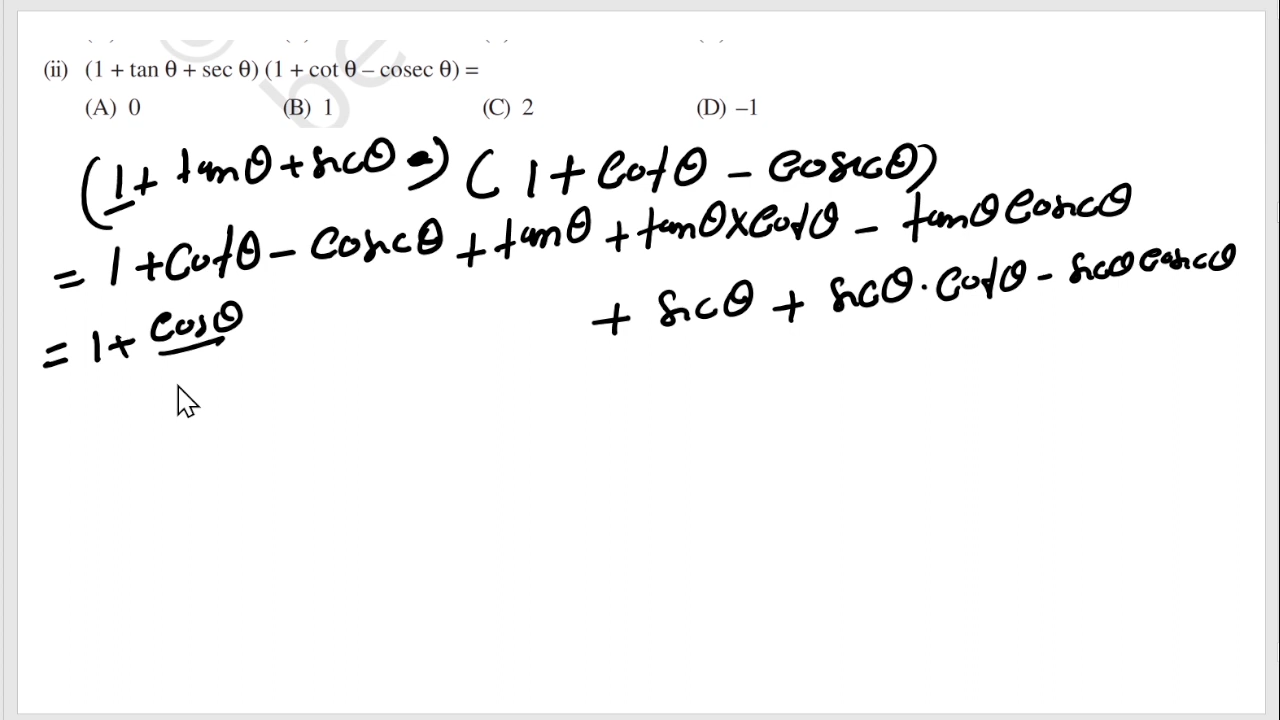 (ii) (1 + tan θ + sec θ) (1 + cot θ – cosec θ) =
(A) 0 (B) 1 (C) 2 (D) –1
(1 + tanθ + secθ) (1 + cotθ - cosecθ)
= 1 + cotθ - cosecθ + tanθ + tanθ × cotθ - tanθ cosecθ
+ secθ + secθ . cotθ - secθ cosecθ
= 1 + cosθ